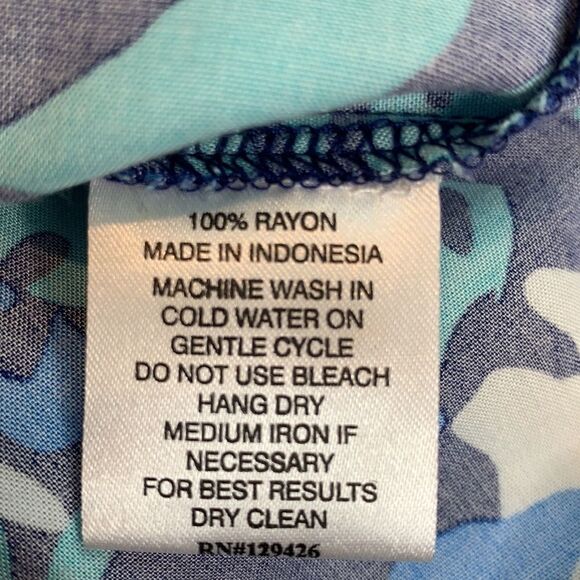 100% RAYON
MADE IN INDONESIA
MACHINE WASH IN
COLD WATER ON
GENTLE CYCLE
DO NOT USE BLEACH
HANG DRY
MEDIUM IRON IF
NECESSARY
FOR BEST RESULTS
DRY CLEAN
RN#129426